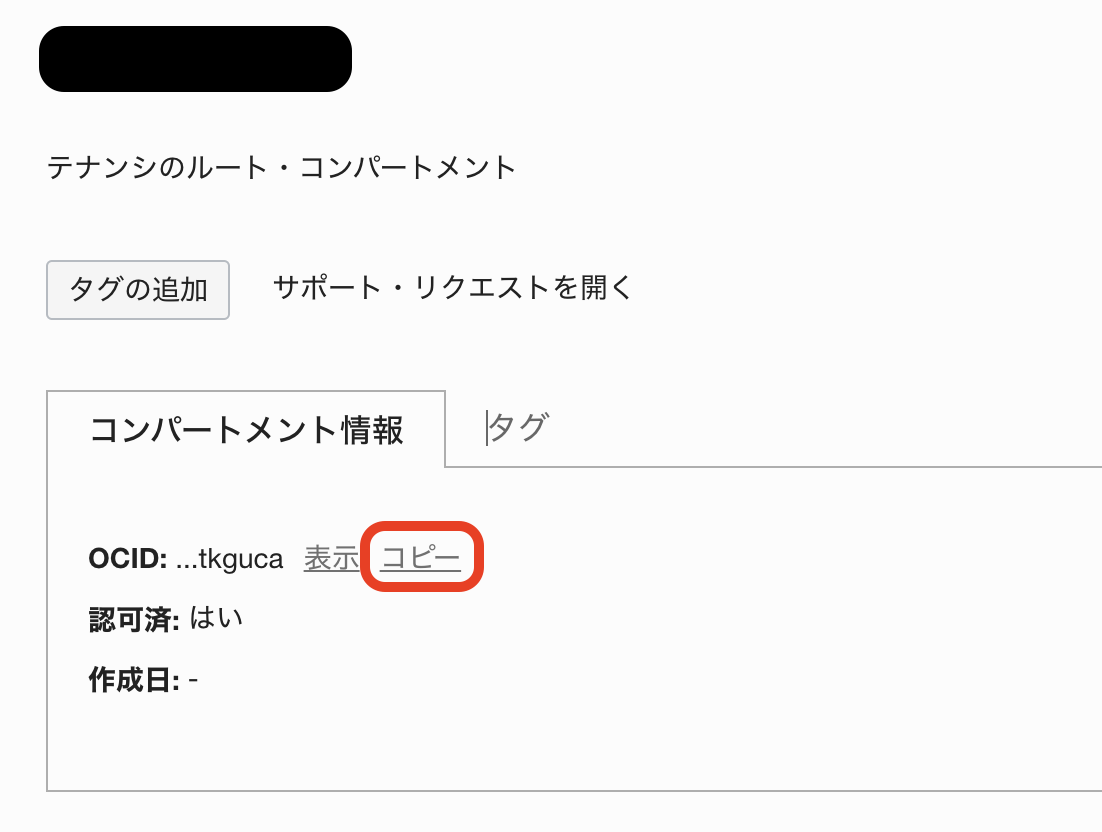 テナンシのルート・コンパートメント
タグの追加 サポート・リクエストを開く
コンパートメント情報 タグ
OCID: ...tkguca 表示 コピー
認可済: はい
作成日: -